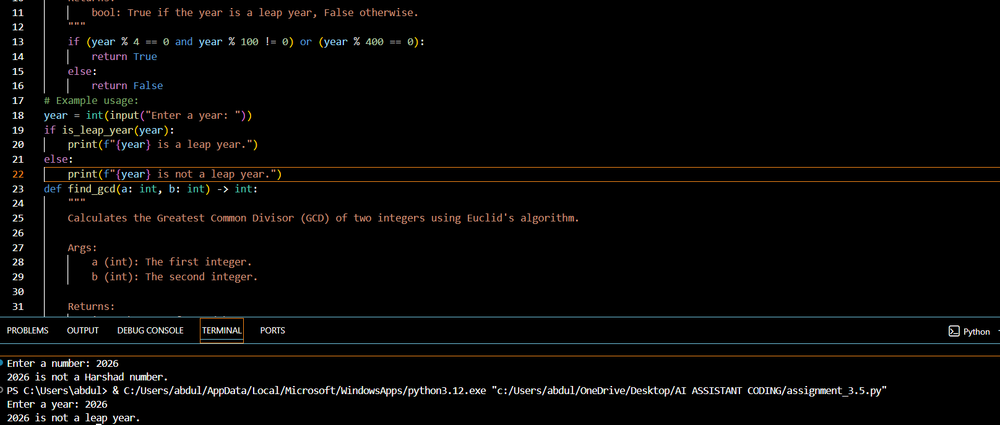 11 bool: True if the year is a leap year, False otherwise.
12 """
13 if (year % 4 == 0 and year % 100 != 0) or (year % 400 == 0):
14 return True
15 else:
16 return False
17 # Example usage:
18 year = int(input("Enter a year: "))
19 if is_leap_year(year):
20 print(f"{year} is a leap year.")
21 else:
22 print(f"{year} is not a leap year.")
23 def find_gcd(a: int, b: int) -> int:
24 """
25 Calculates the Greatest Common Divisor (GCD) of two integers using Euclid's algorithm.
26
27 Args:
28 a (int): The first integer.
29 b (int): The second integer.
30
31 Returns:
PROBLEMS OUTPUT DEBUG CONSOLE TERMINAL PORTS Python
Enter a number: 2026
2026 is not a Harshad number.
PS C:\Users\abdul> & C:/Users/abdul/AppData/Local/Microsoft/WindowsApps/python3.12.exe "c:/Users/abdul/OneDrive/Desktop/AI ASSISTANT CODING/assignment_3.5.py"
Enter a year: 2026
2026 is not a leap year.